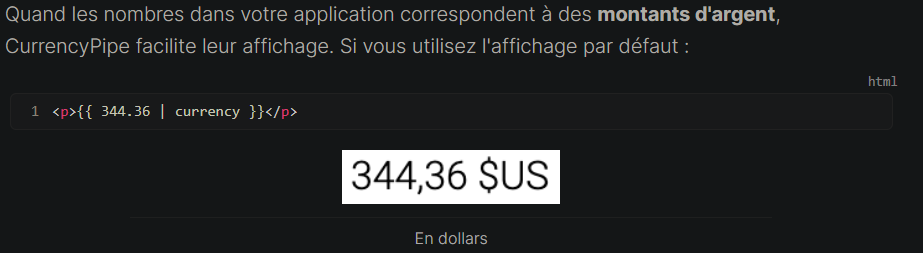 Quand les nombres dans votre application correspondent à des montants d'argent,
CurrencyPipe facilite leur affichage. Si vous utilisez l'affichage par défaut :
html
1 <p>{{ 344.36 | currency }}</p>
344,36 $US
En dollars